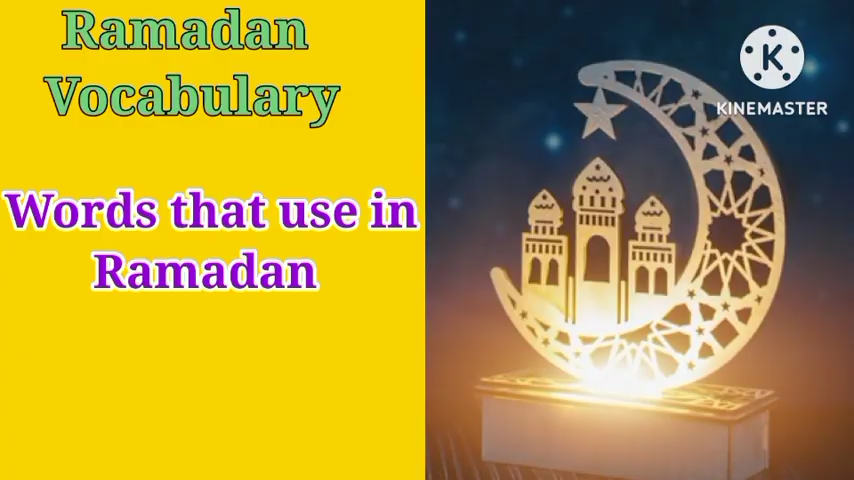 Ramadan
Vocabulary
Words that use in
Ramadan
K
KINEMASTER